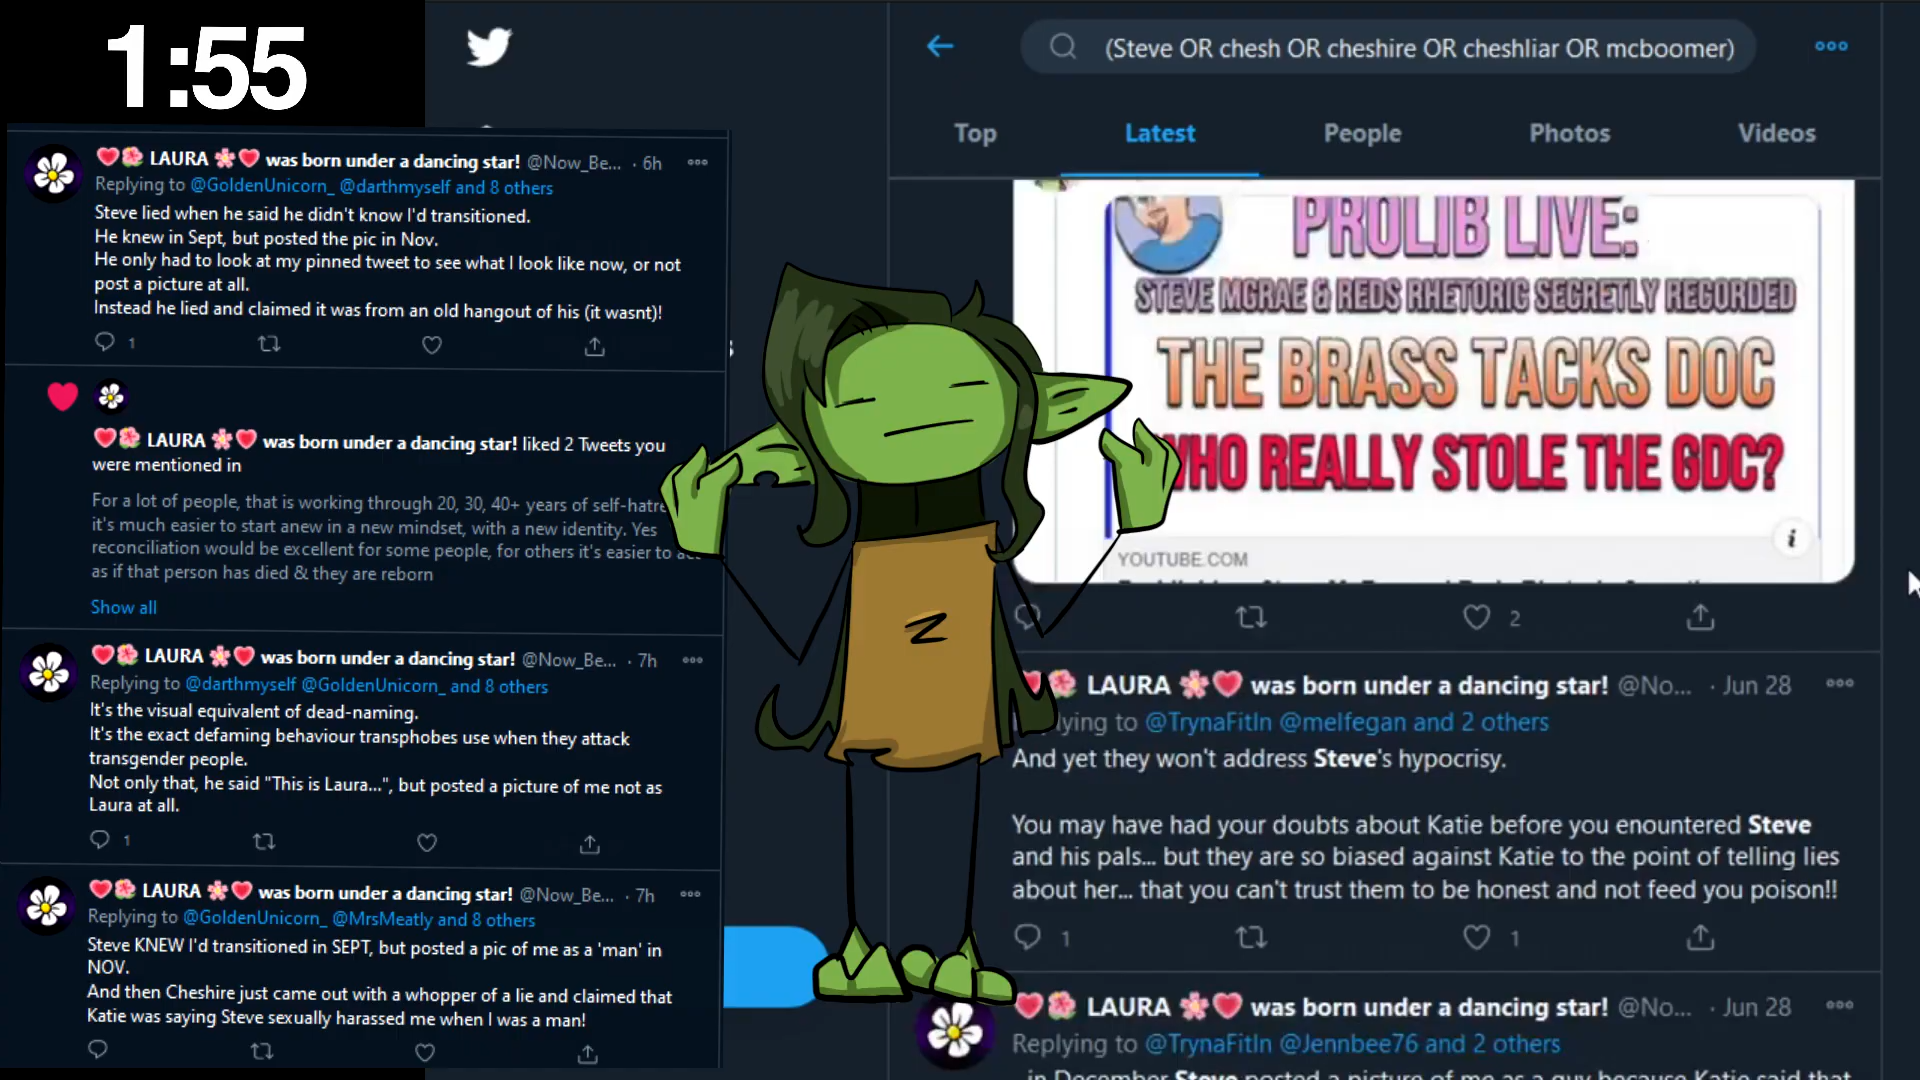 1:55
❤️🌺 LAURA 🌸❤️ was born under a dancing star! @Now_Be... · 6h
Replying to @GoldenUnicorn_ @darthmyself and 8 others
Steve lied when he said he didn't know I'd transitioned.
He knew in Sept, but posted the pic in Nov.
He only had to look at my pinned tweet to see what I look like now, or not
post a picture at all.
Instead he lied and claimed it was from an old hangout of his (it wasnt)!
1
❤️🌺 LAURA 🌸❤️ was born under a dancing star! liked 2 Tweets you
were mentioned in
For a lot of people, that is working through 20, 30, 40+ years of
it's much easier to start anew in a new mindset, with a new identity. Yes
reconciliation would be excellent for some people, for others it's easier to
as if that person has died & they are reborn
Show all
❤️🌺 LAURA 🌸❤️ was born under a dancing star! @Now_Be... · 7h
Replying to @darthmyself @GoldenUnicorn_ and 8 others
It's the visual equivalent of dead-naming.
It's the exact defaming behaviour transphobes use when they attack
transgender people.
Not only that, he said "This is Laura...", but posted a picture of me not as
Laura at all.
1
❤️🌺 LAURA 🌸❤️ was born under a dancing star! @Now_Be... · 7h
Replying to @GoldenUnicorn_ @MrsMeatly and 8 others
Steve KNEW I'd transitioned in SEPT, but posted a pic of me as a 'man' in
NOV.
And then Cheshire just came out with a whopper of a lie and claimed that
Katie was saying Steve sexually harassed me when I was a man!
Z
(Steve OR chesh OR cheshire OR cheshliar OR mcboomer)
Top Latest People Photos Videos
PROLIB LIVE:
STEVE MCRAE & REDS RHETORIC SECRETLY RECORDED
THE BRASS TACKS DOC
WHO REALLY STOLE THE GDC?
YOUTUBE.COM
2
🌺 LAURA 🌸❤️ was born under a dancing star! @No... · Jun 28
to @TrynaFitIn @melfegan and 2 others
And yet they won't address Steve's hypocrisy.
You may have had your doubts about Katie before you enountered Steve
and his pals... but they are so biased against Katie to the point of telling lies
about her... that you can't trust them to be honest and not feed you poison!!
1 1
❤️🌺 LAURA 🌸❤️ was born under a dancing star! @No... · Jun 28
Replying to @TrynaFitIn @Jennbee76 and 2 others
in December Steve posted a picture of me as a guy because Katie said that